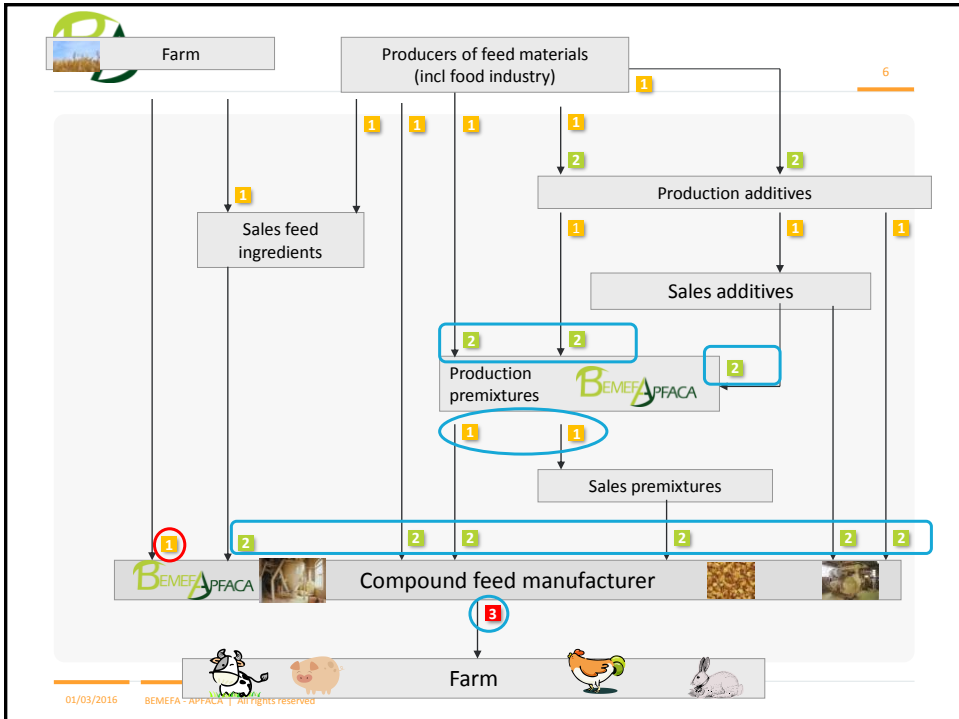 Farm
Producers of feed materials
(incl food industry)
6
1
1
1
1
1
2
2
Production additives
1
Sales feed
ingredients
1
1
1
Sales additives
2
2
2
Production
premixtures
BEMEFA APFACA
1
1
Sales premixtures
1
2
2
2
2
2
2
BEMEFA APFACA
Compound feed manufacturer
3
Farm
01/03/2016
BEMEFA - APFACA | All rights reserved